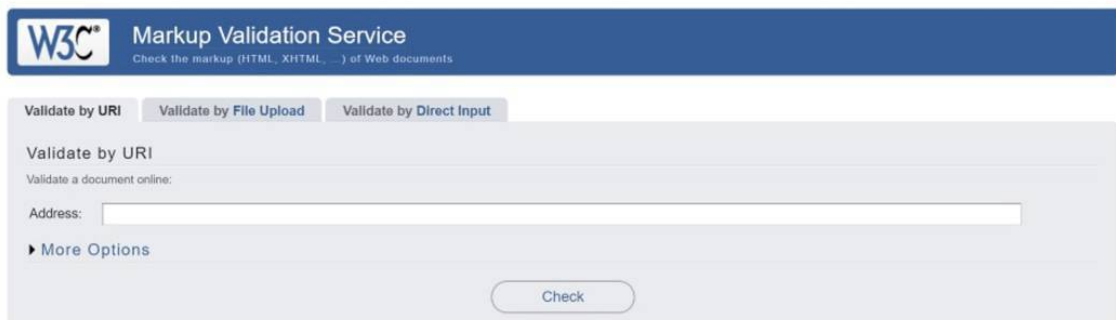 W3C®
Markup Validation Service
Check the markup (HTML, XHTML, ...) of Web documents
Validate by URI
Validate by File Upload
Validate by Direct Input
Validate by URI
Validate a document online:
Address:
More Options
Check